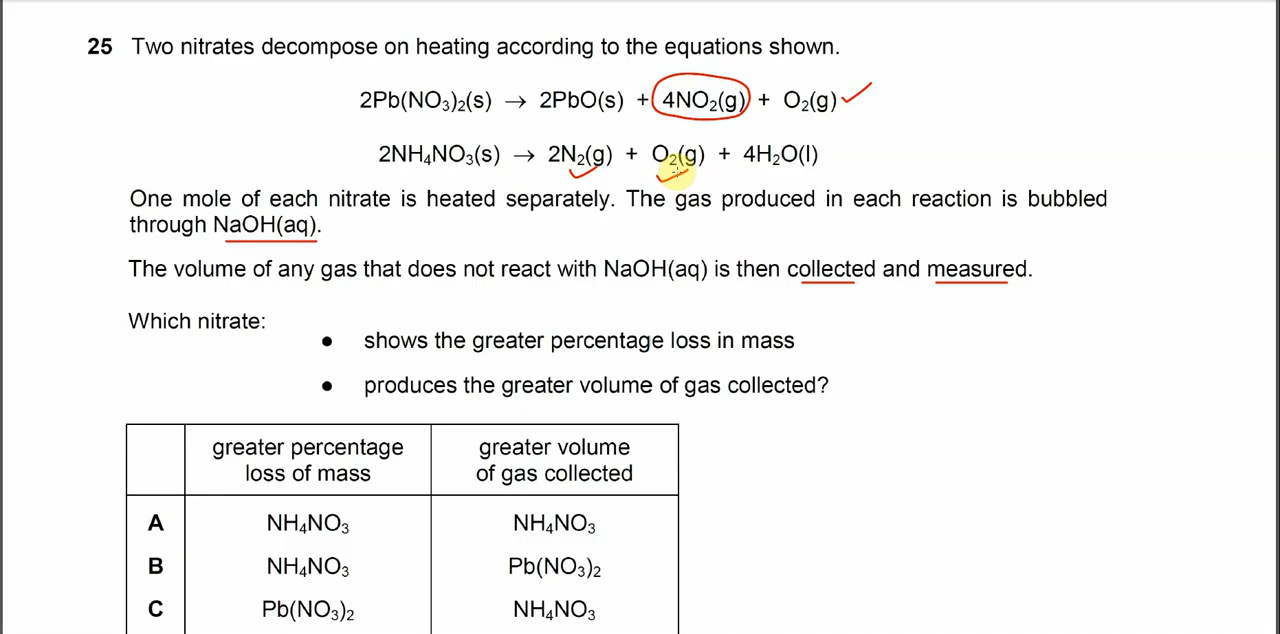 25 Two nitrates decompose on heating according to the equations shown.
2Pb(NO₃)₂(s) → 2PbO(s) + 4NO₂(g) + O₂(g)
2NH₄NO₃(s) → 2N₂(g) + O₂(g) + 4H₂O(l)
One mole of each nitrate is heated separately. The gas produced in each reaction is bubbled
through NaOH(aq).
The volume of any gas that does not react with NaOH(aq) is then collected and measured.
Which nitrate:
● shows the greater percentage loss in mass
● produces the greater volume of gas collected?
greater percentage
loss of mass
greater volume
of gas collected
A NH₄NO₃ NH₄NO₃
B NH₄NO₃ Pb(NO₃)₂
C Pb(NO₃)₂ NH₄NO₃